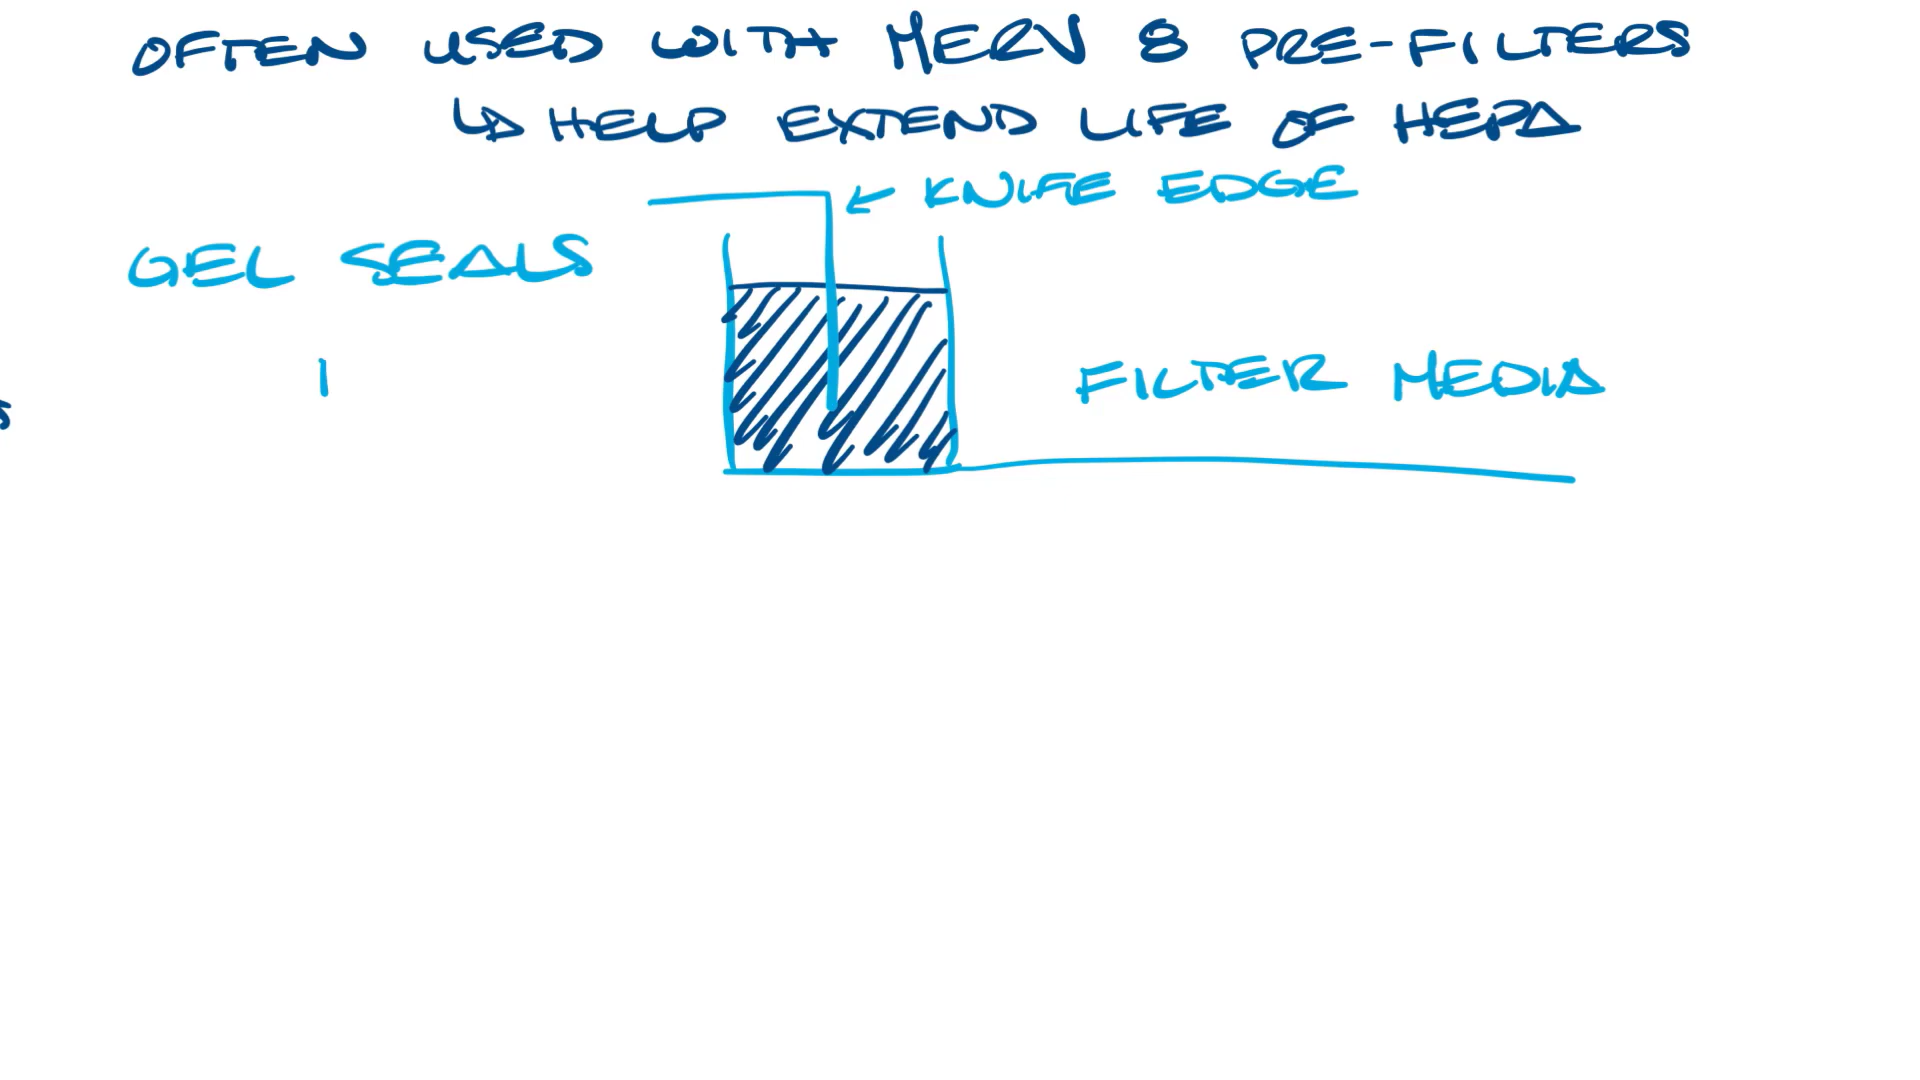 OFTEN USED WITH MERV 8 PRE-FILTERS
↳ HELP EXTEND LIFE OF HEPA
← KNIFE EDGE
GEL SEALS
FILTER MEDIA